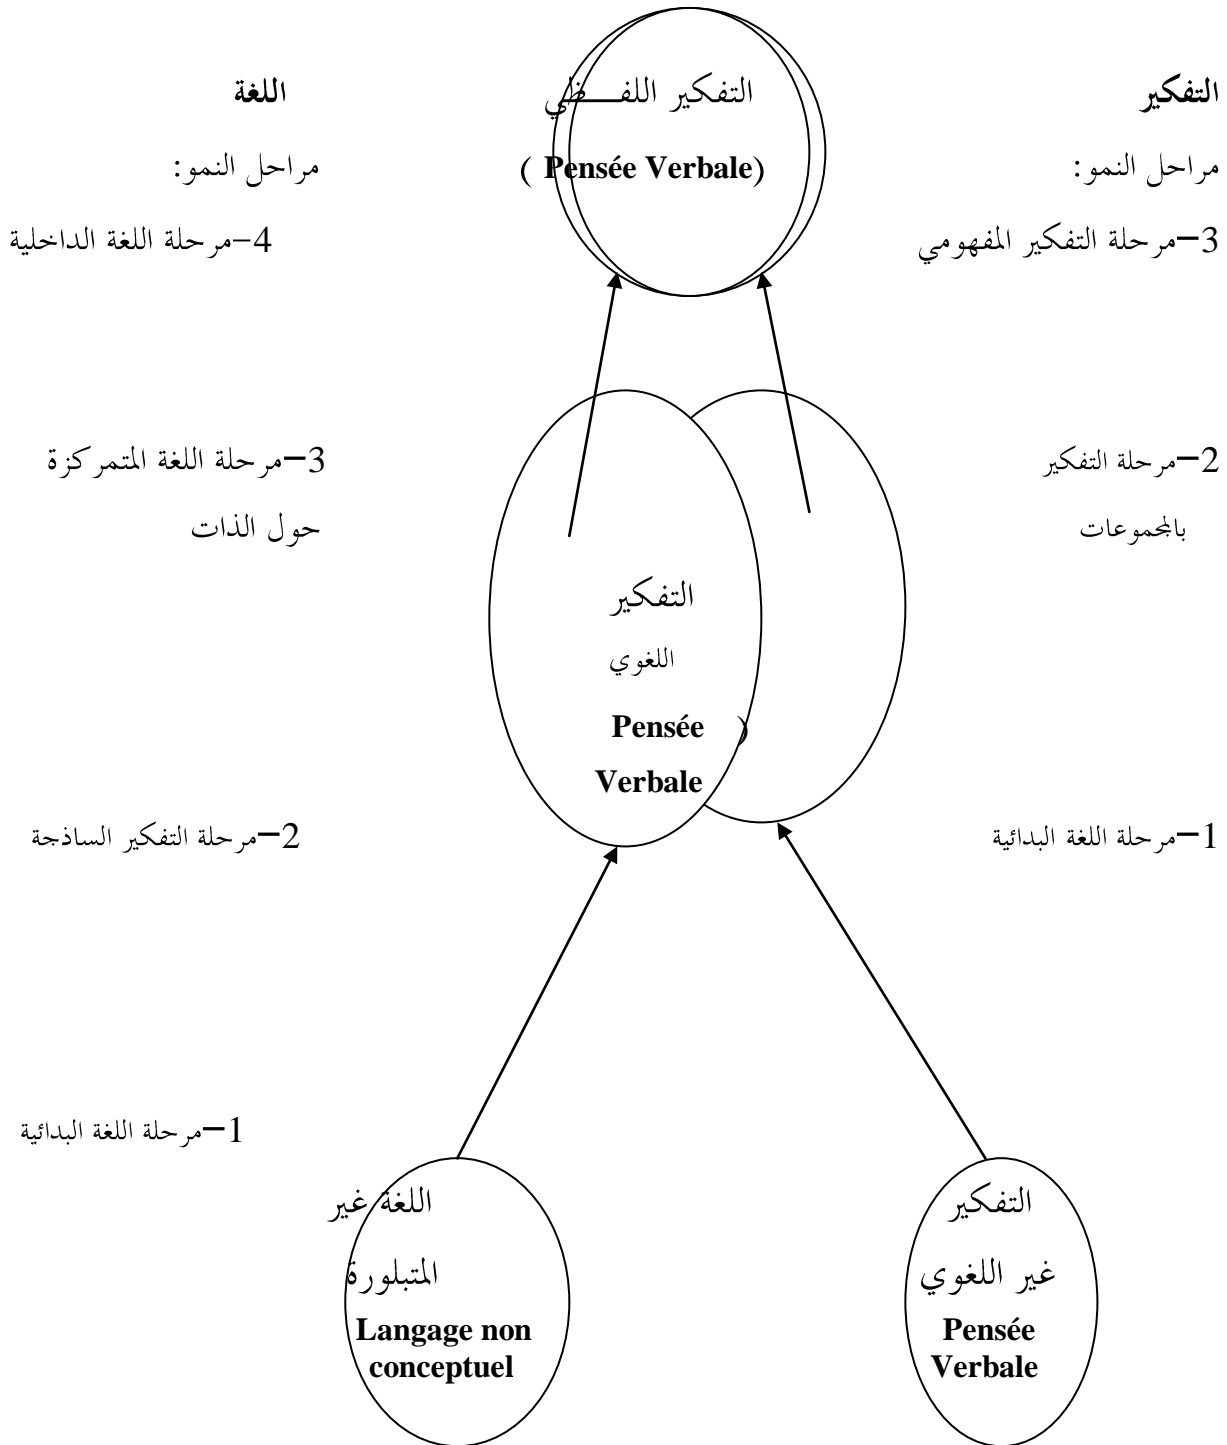 التفكير
التفكير اللفـــظي
اللغة
مراحل النمو:
( Pensée Verbale)
مراحل النمو:
3–مرحلة التفكير المفهومي
4–مرحلة اللغة الداخلية
2–مرحلة التفكير
3–مرحلة اللغة المتمركزة
بالمجموعات
حول الذات
التفكير
اللغوي
Pensée )
Verbale
1–مرحلة اللغة البدائية
2–مرحلة التفكير الساذجة
1–مرحلة اللغة البدائية
التفكير
غير اللغوي
Pensée
Verbale
اللغة غير
المتبلورة
Langage non
conceptuel